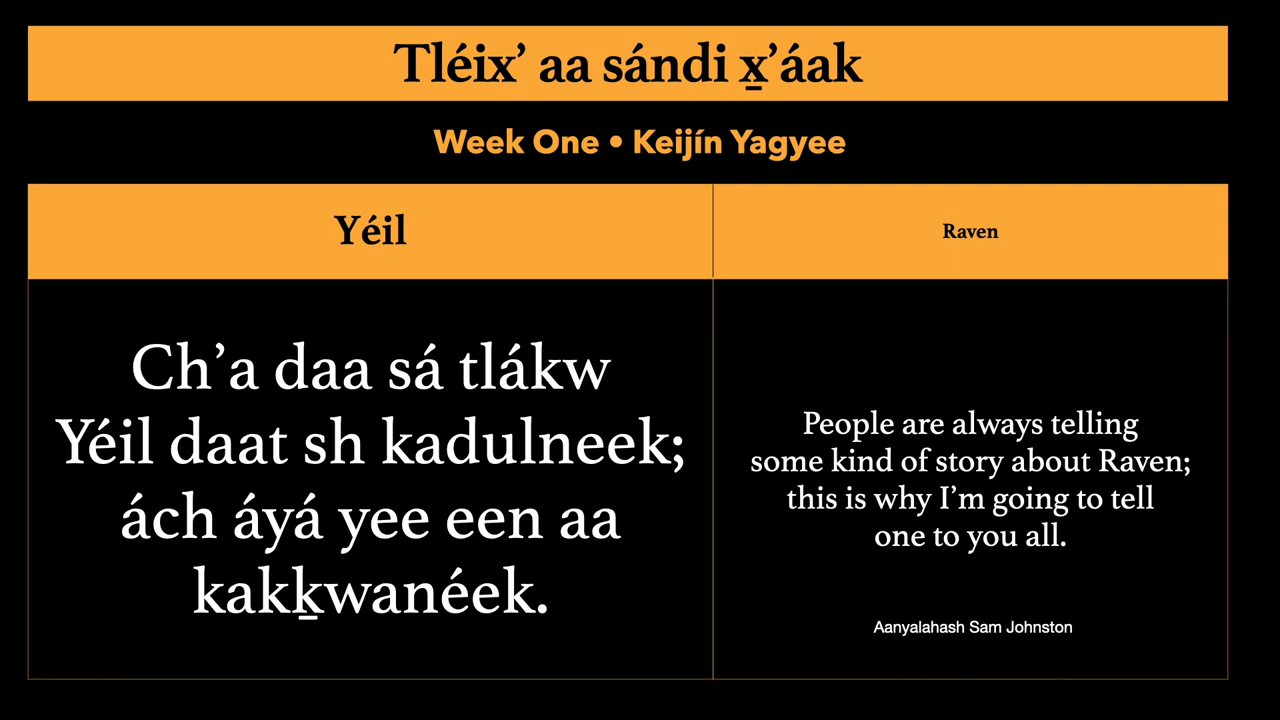 Tléix’ aa sándi x̱’áak
Week One • Keijín Yagyee
Yéil
Raven
Ch’a daa sá tlákw
Yéil daat sh kadulneek;
ách áyá yee een aa
kakḵwanéek.
People are always telling
some kind of story about Raven;
this is why I’m going to tell
one to you all.
Aanyalahash Sam Johnston